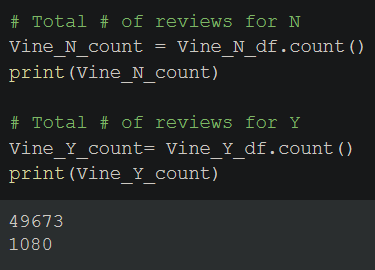 # Total # of reviews for N
Vine_N_count = Vine_N_df.count()
print(Vine_N_count)
# Total # of reviews for Y
Vine_Y_count= Vine_Y_df.count()
print(Vine_Y_count)
49673
1080